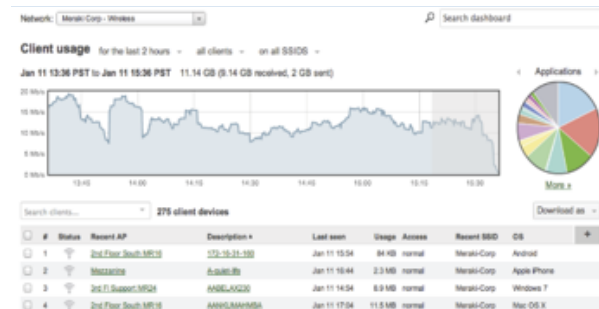 Network: Meraki Corp - Wireless
Search dashboard
Client usage for the last 2 hours all clients on all SSIDS
Jan 11 13:36 PST to Jan 11 15:36 PST 11.14 GB (9.14 GB received, 2 GB sent)
Applications
20 Mb/s
15 Mb/s
10 Mb/s
5 Mb/s
0 Mb/s
13:45 14:00 14:15 14:30 14:45 15:00 15:15 15:30
More »
Search clients... 275 client devices Download as
# Status Recent AP Description Last seen Usage Access Recent SSID OS +
1 2nd Floor South MR16 172-16-31-160 Jan 11 15:54 84 KB normal Meraki-Corp Android
2 Mezzanine Jan 11 16:44 2.3 MB normal Meraki-Corp Apple iPhone
3 3rd Fl Support MR24 Jan 11 14:54 8.9 MB normal Meraki-Corp Windows 7
4 2nd Floor South MR16 Jan 11 17:04 11.5 MB normal Meraki-Corp Mac OS X